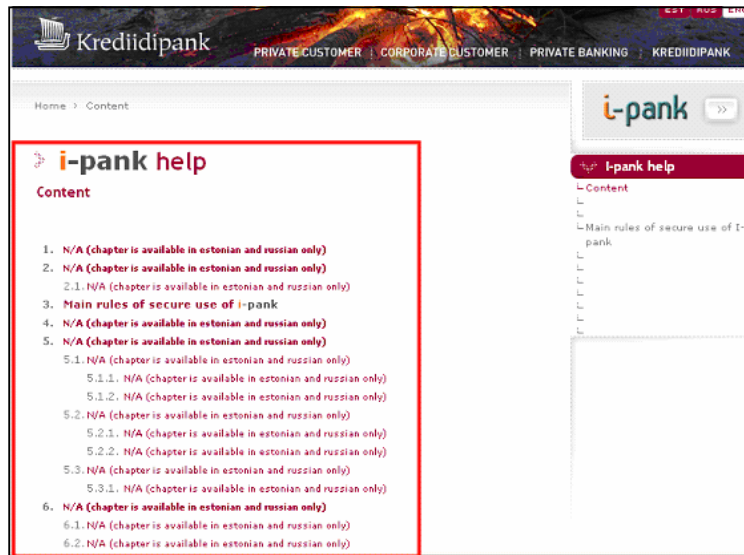 EST RUS ENG
Krediidipank
PRIVATE CUSTOMER CORPORATE CUSTOMER PRIVATE BANKING KREDIIDIPANK
Home > Content
i-pank
i-pank help
Content
1. N/A (chapter is available in estonian and russian only)
2. N/A (chapter is available in estonian and russian only)
2.1. N/A (chapter is available in estonian and russian only)
3. Main rules of secure use of i-pank
4. N/A (chapter is available in estonian and russian only)
5. N/A (chapter is available in estonian and russian only)
5.1. N/A (chapter is available in estonian and russian only)
5.1.1. N/A (chapter is available in estonian and russian only)
5.1.2. N/A (chapter is available in estonian and russian only)
5.2. N/A (chapter is available in estonian and russian only)
5.2.1. N/A (chapter is available in estonian and russian only)
5.2.2. N/A (chapter is available in estonian and russian only)
5.3. N/A (chapter is available in estonian and russian only)
5.3.1. N/A (chapter is available in estonian and russian only)
6. N/A (chapter is available in estonian and russian only)
6.1. N/A (chapter is available in estonian and russian only)
6.2. N/A (chapter is available in estonian and russian only)
I-pank help
Content
Main rules of secure use of I-
pank